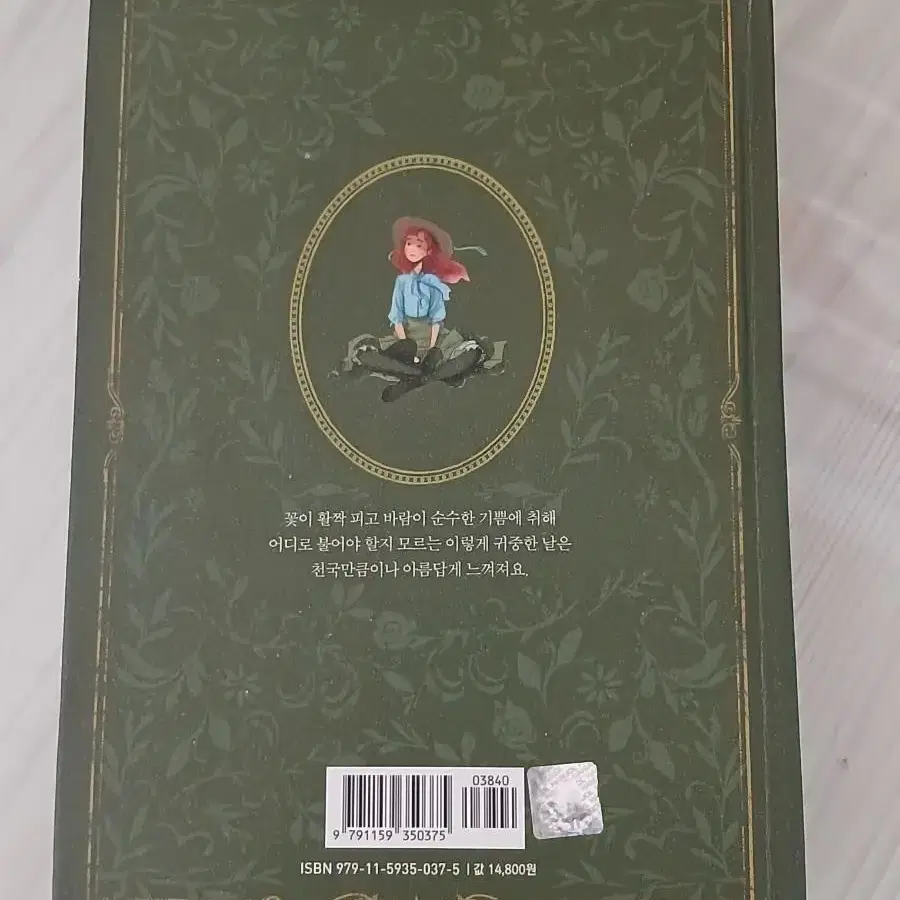 꽃이 활짝 피고 바람이 순수한 기쁨에 취해
어디로 불어야 할지 모르는 이렇게 귀중한 날은
천국만큼이나 아름답게 느껴져요.
03840
9 791159 350375
ISBN 979-11-5935-037-5 | 값 14,800원